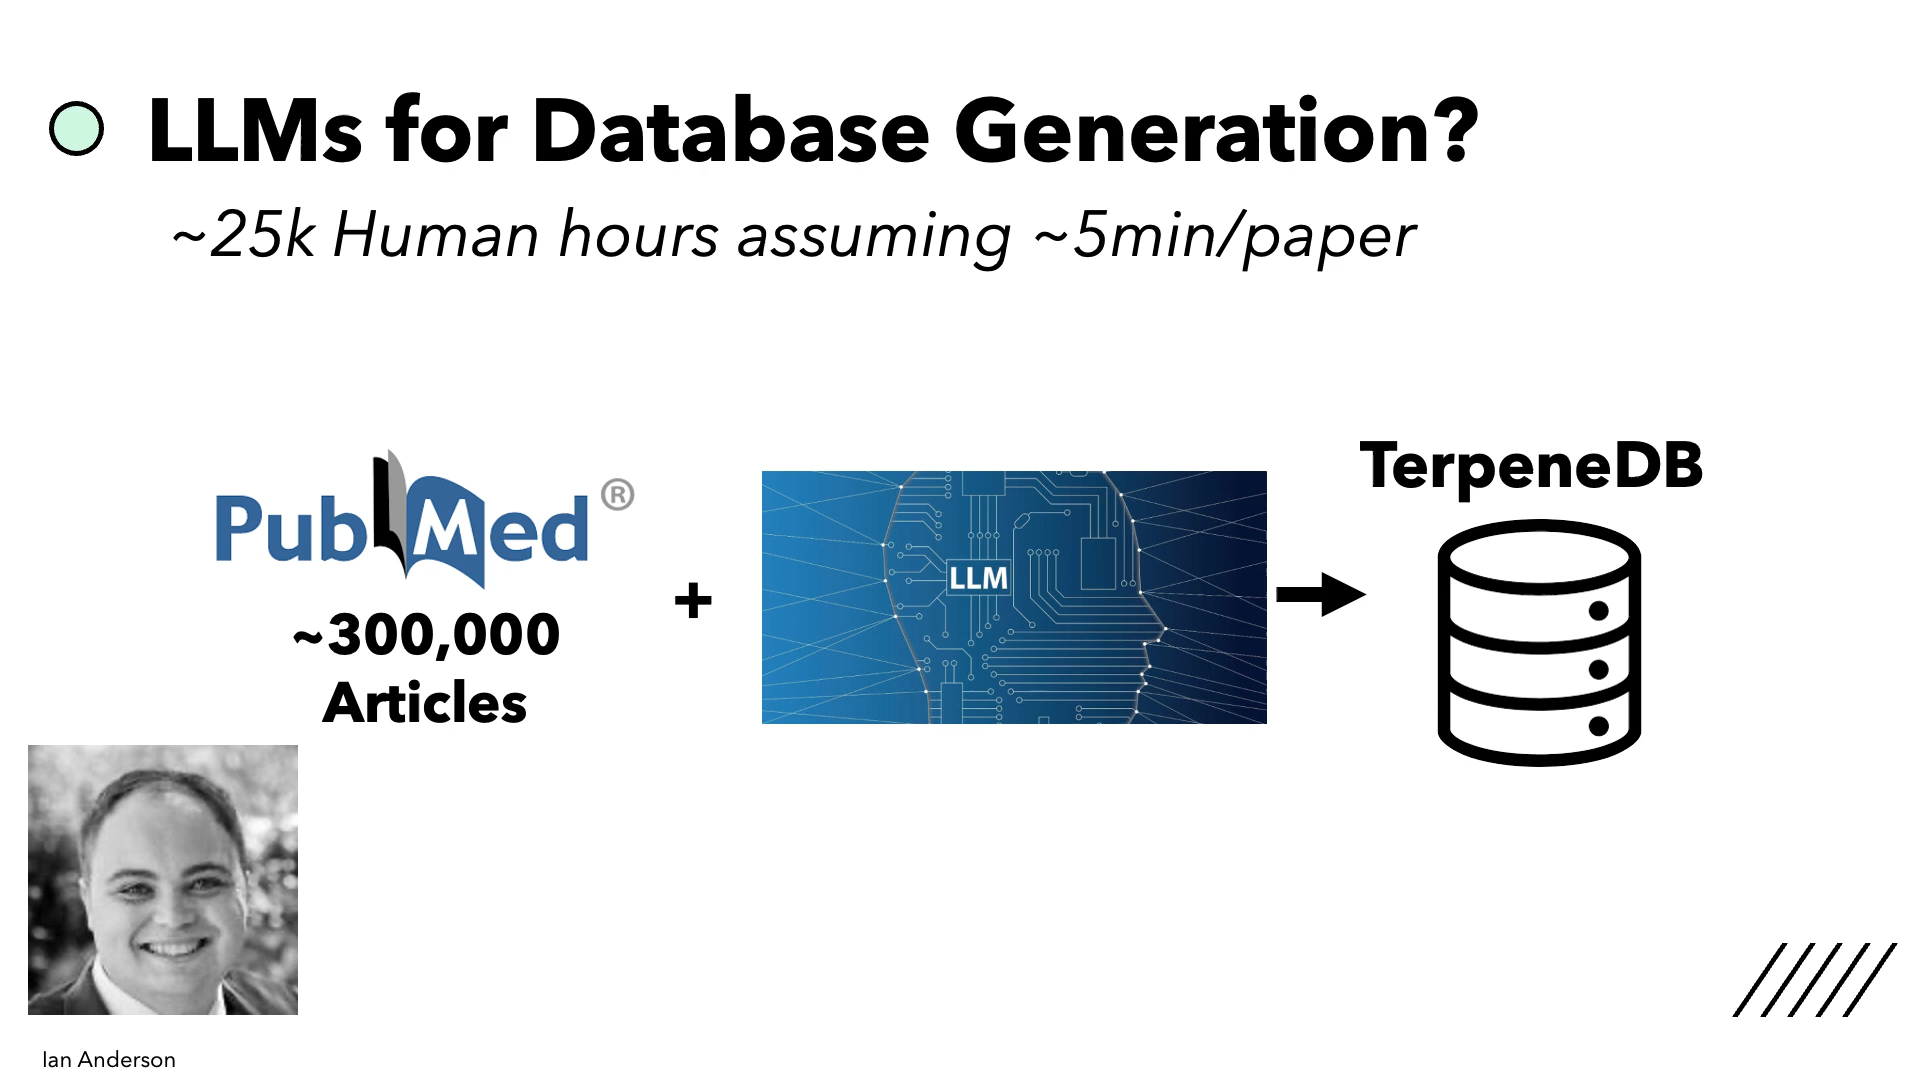 LLMs for Database Generation?
~25k Human hours assuming ~5min/paper
PubMed®
~300,000
Articles
+
LLM
TerpeneDB
Ian Anderson